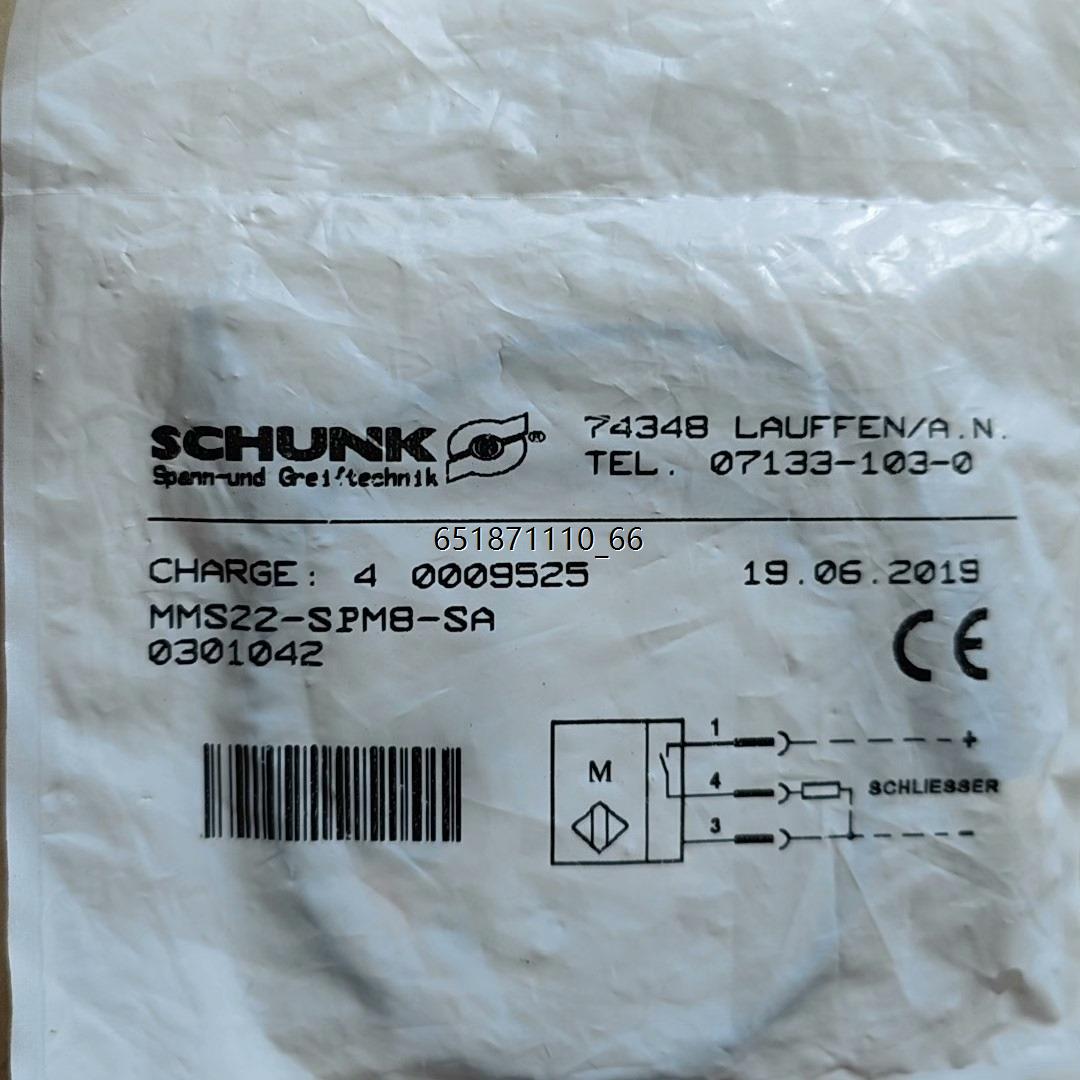 SCHUNK ®
Spann-und Greiftechnik
74348 LAUFFEN/A.N.
TEL. 07133-103-0
651871110_66
CHARGE: 4 0009525
19.06.2019
MMS22-SPM8-SA
0301042
CE
M
1
+
4
SCHLIESSER
3
-